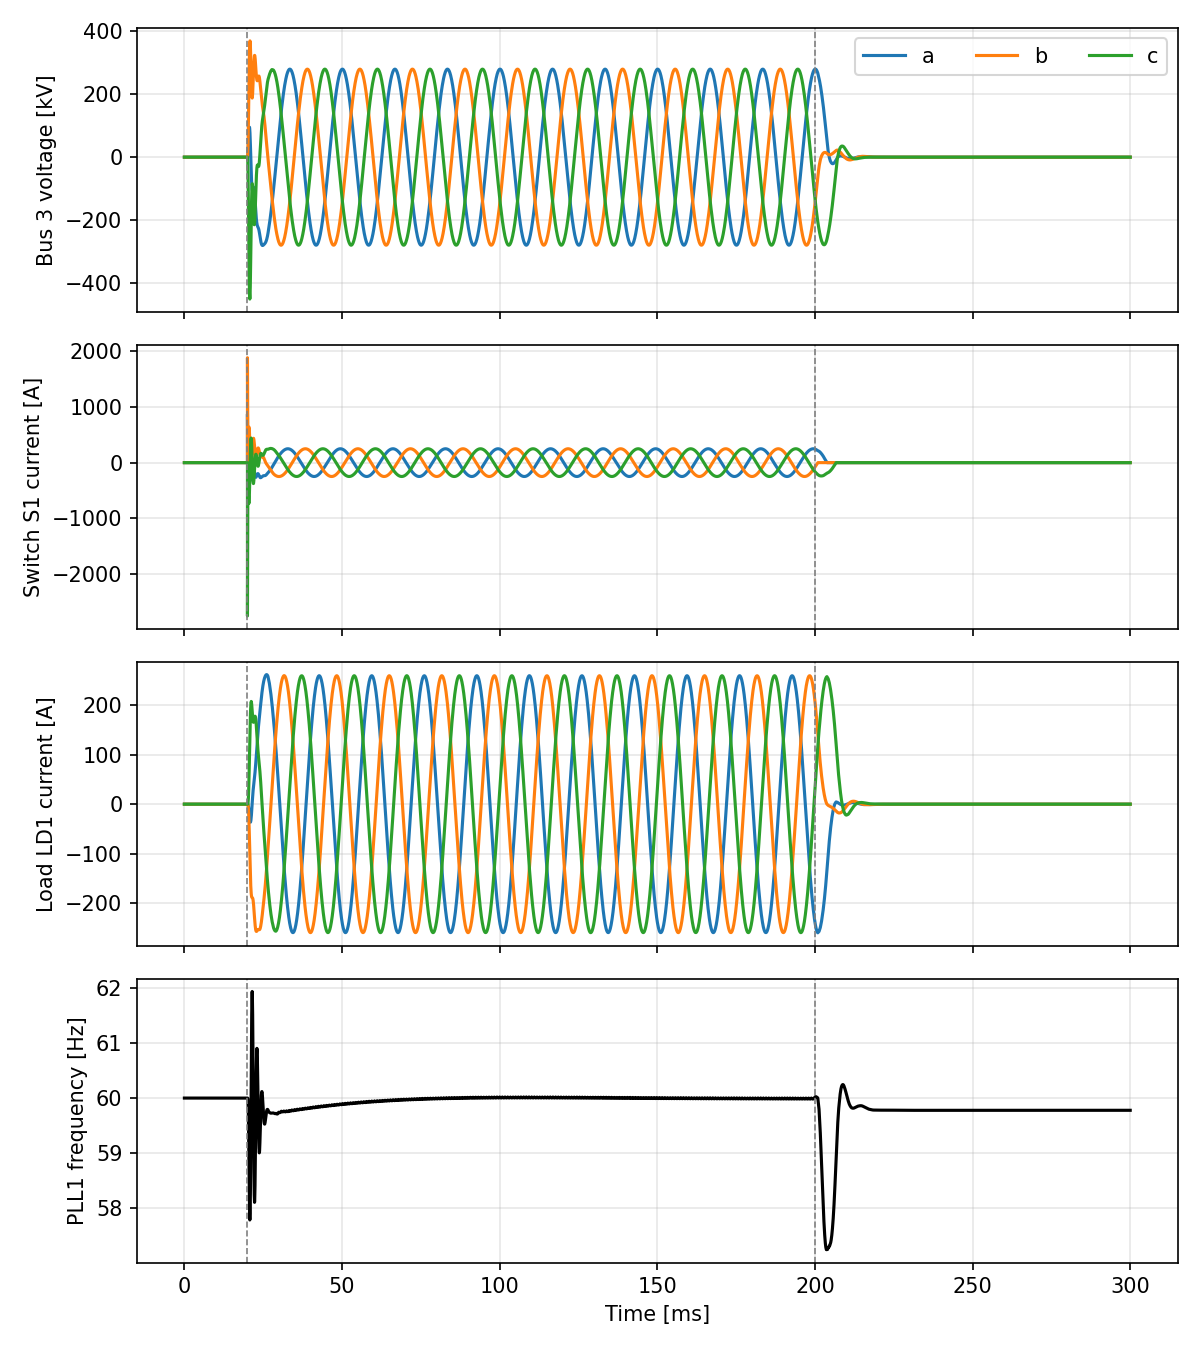 400
200
0
−200
−400
Bus 3 voltage [kV]
a b c
2000
1000
0
−1000
−2000
Switch S1 current [A]
200
100
0
−100
−200
Load LD1 current [A]
62
61
60
59
58
PLL1 frequency [Hz]
0 50 100 150 200 250 300
Time [ms]